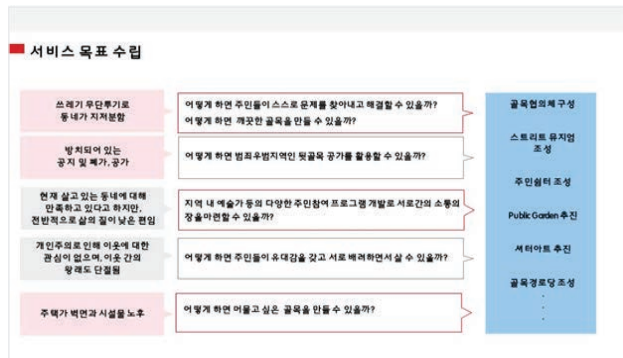 서비스 목표 수립
쓰레기 무단투기로
동네가 지저분함
어떻게 하면 주민들이 스스로 문제를 찾아내고 해결할 수 있을까?
어떻게 하면 깨끗한 골목을 만들 수 있을까?
방치되어 있는
공지 및 폐가, 공가
어떻게 하면 범죄우범지역인 뒷골목 공가를 활용할 수 있을까?
현재 살고 있는 동네에 대해
만족하고 있다고 하지만,
전반적으로 삶의 질이 낮은 편임
지역 내 예술가 등의 다양한 주민참여 프로그램 개발로 서로간의 소통의
장을 마련할 수 있을까?
개인주의로 인해 이웃에 대한
관심이 없으며, 이웃 간의
왕래도 단절됨
어떻게 하면 주민들이 유대감을 갖고 서로 배려하면서 살 수 있을까?
주택가 벽면과 시설물 노후
어떻게 하면 머물고 싶은 골목을 만들 수 있을까?
골목협의체 구성
스트리트 뮤지엄
조성
주민쉼터 조성
Public Garden 추진
셔터아트 추진
골목경로당 조성
.
.
.